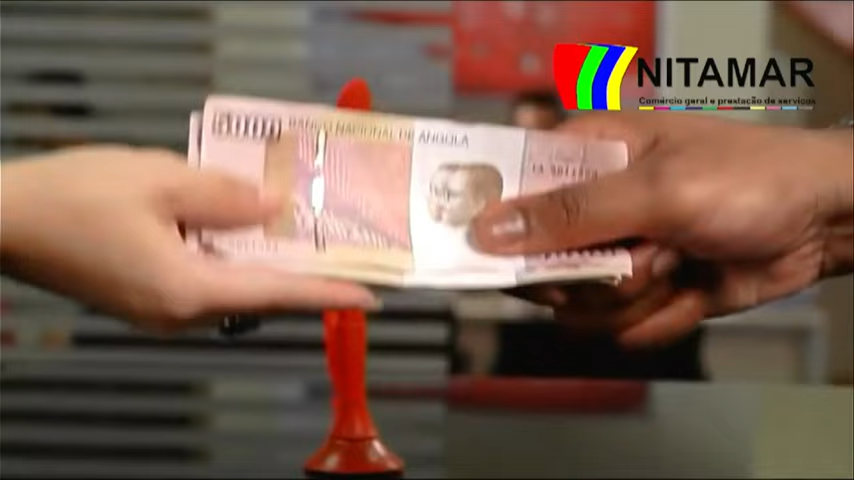 NITAMAR
Comércio geral e prestação de serviços
BANCO NACIONAL DE ANGOLA